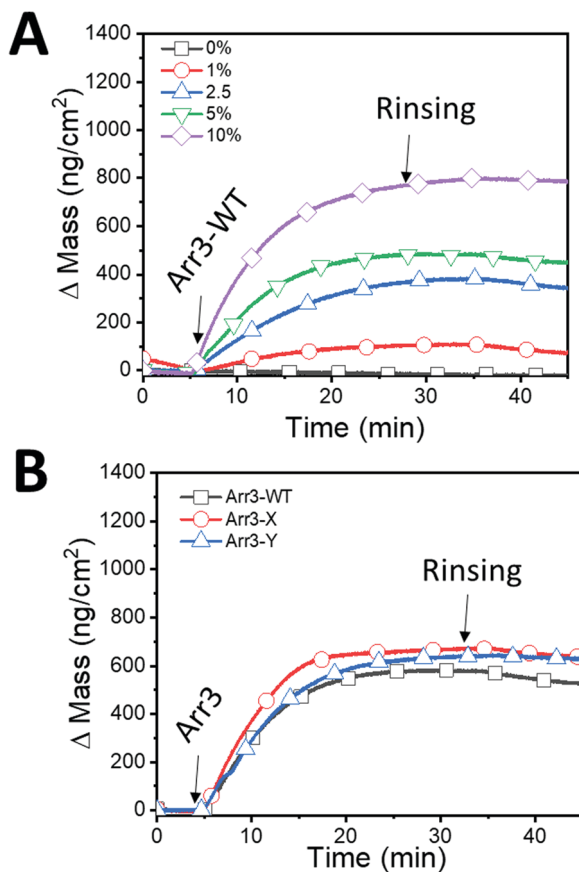 A
1400
1200
1000
800
600
400
200
0
Δ Mass (ng/cm²)
0%
1%
2.5
5%
10%
Arr3-WT
Rinsing
0
10
20
30
40
Time (min)
B
1400
1200
1000
800
600
400
200
0
Δ Mass (ng/cm²)
Arr3-WT
Arr3-X
Arr3-Y
Arr3
Rinsing
0
10
20
30
40
Time (min)